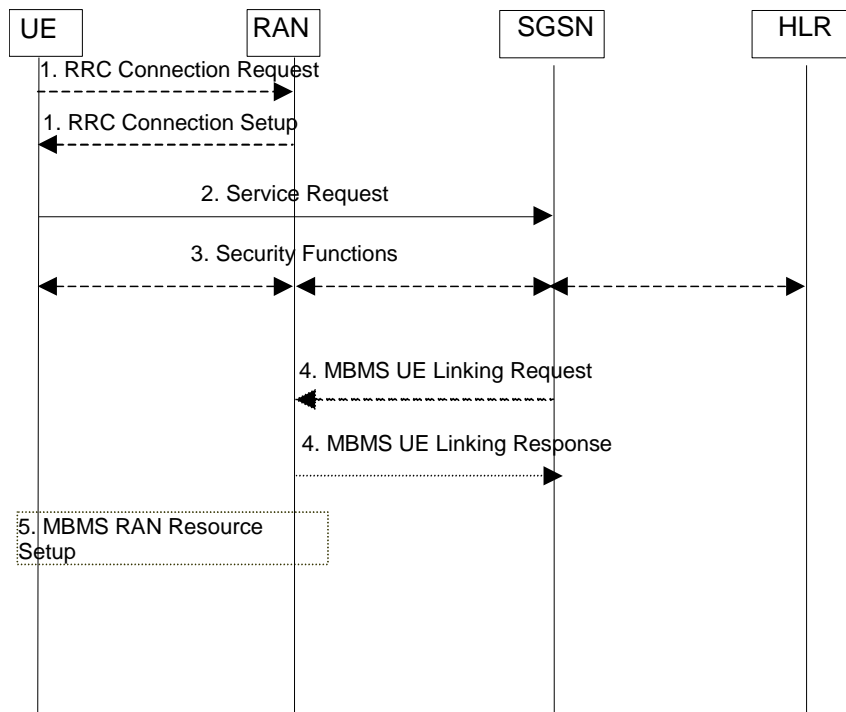 UE
RAN
SGSN
HLR
1. RRC Connection Request
1. RRC Connection Setup
2. Service Request
3. Security Functions
4. MBMS UE Linking Request
4. MBMS UE Linking Response
5. MBMS RAN Resource
Setup